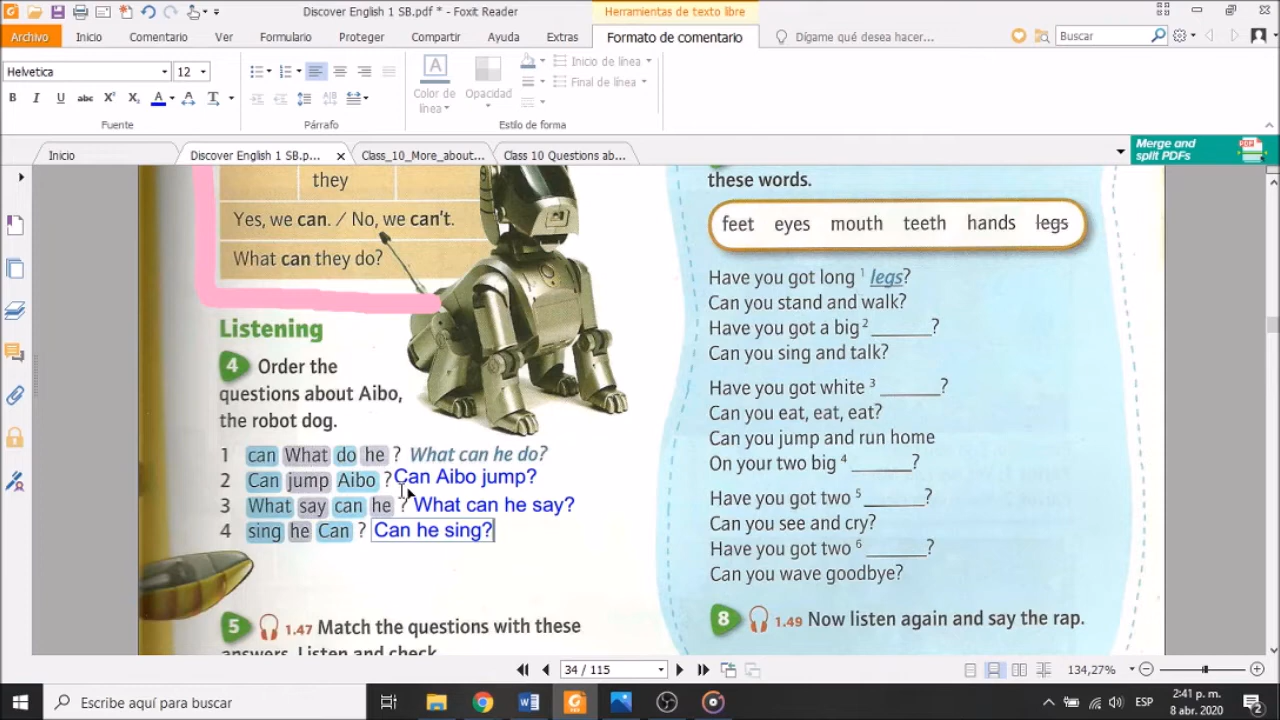 Discover English 1 SB.pdf * - Foxit Reader
Herramientas de texto libre
Archivo Inicio Comentario Ver Formulario Proteger Compartir Ayuda Extras Formato de comentario Dígame qué desea hacer... Buscar
Helvetica 12
Color de línea
Opacidad
Inicio de línea
Final de línea
Fuente Párrafo Estilo de forma
Inicio Discover English 1 SB.p... Class_10_More_about... Class 10 Questions ab...
Merge and split PDFs
they
Yes, we can. / No, we can't.
What can they do?
Listening
4 Order the
questions about Aibo,
the robot dog.
1 can What do he ? What can he do?
2 Can jump Aibo ? Can Aibo jump?
3 What say can he ? What can he say?
4 sing he Can ? Can he sing?
5 1.47 Match the questions with these
answers. Listen and check.
these words.
feet eyes mouth teeth hands legs
Have you got long 1 legs?
Can you stand and walk?
Have you got a big 2 ______?
Can you sing and talk?
Have you got white 3 ______?
Can you eat, eat, eat?
Can you jump and run home
On your two big 4 ______?
Have you got two 5 ______?
Can you see and cry?
Have you got two 6 ______?
Can you wave goodbye?
8 1.49 Now listen again and say the rap.
34 / 115
134,27%
Escribe aquí para buscar
ESP
2:41 p. m.
8 abr. 2020
2